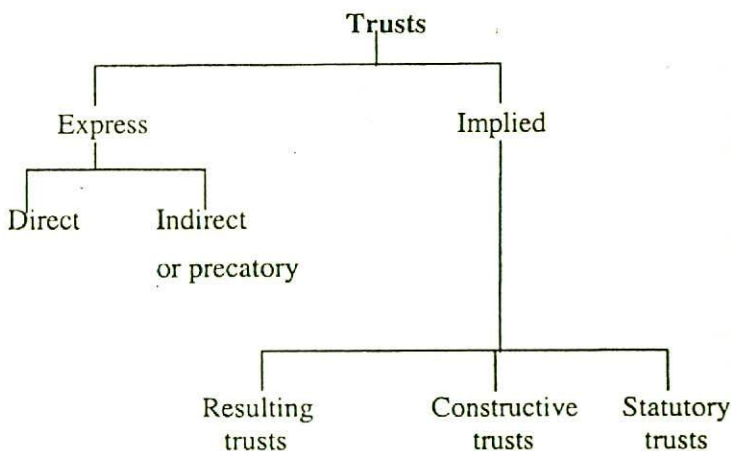 Trusts
Express Implied
Direct Indirect
or precatory
Resulting Constructive Statutory
trusts trusts trusts